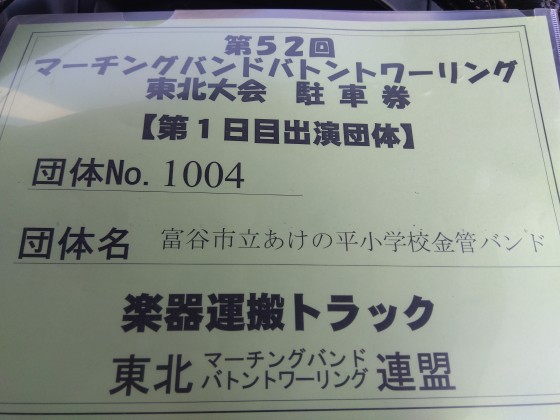 第52回
マーチングバンドバトントワーリング
東北大会 駐車券
【第1日目出演団体】
団体No. 1004
団体名 富谷市立あけの平小学校金管バンド
楽器運搬トラック
東北 マーチングバンド バトントワーリング 連盟